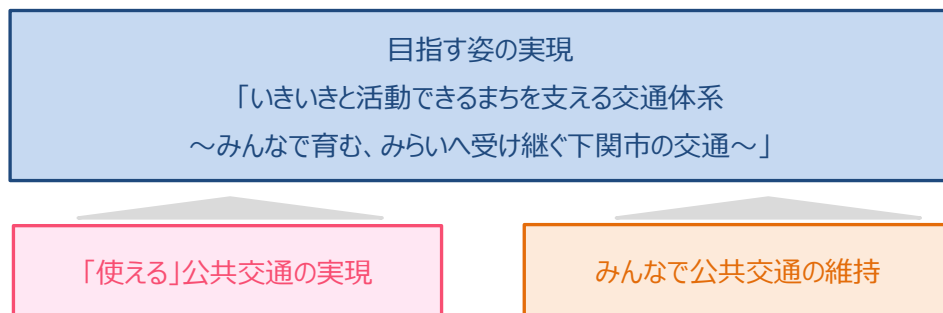 目指す姿の実現
「いきいきと活動できるまちを支える交通体系
～みんなで育む、みらいへ受け継ぐ下関市の交通～」
「使える」公共交通の実現
みんなで公共交通の維持